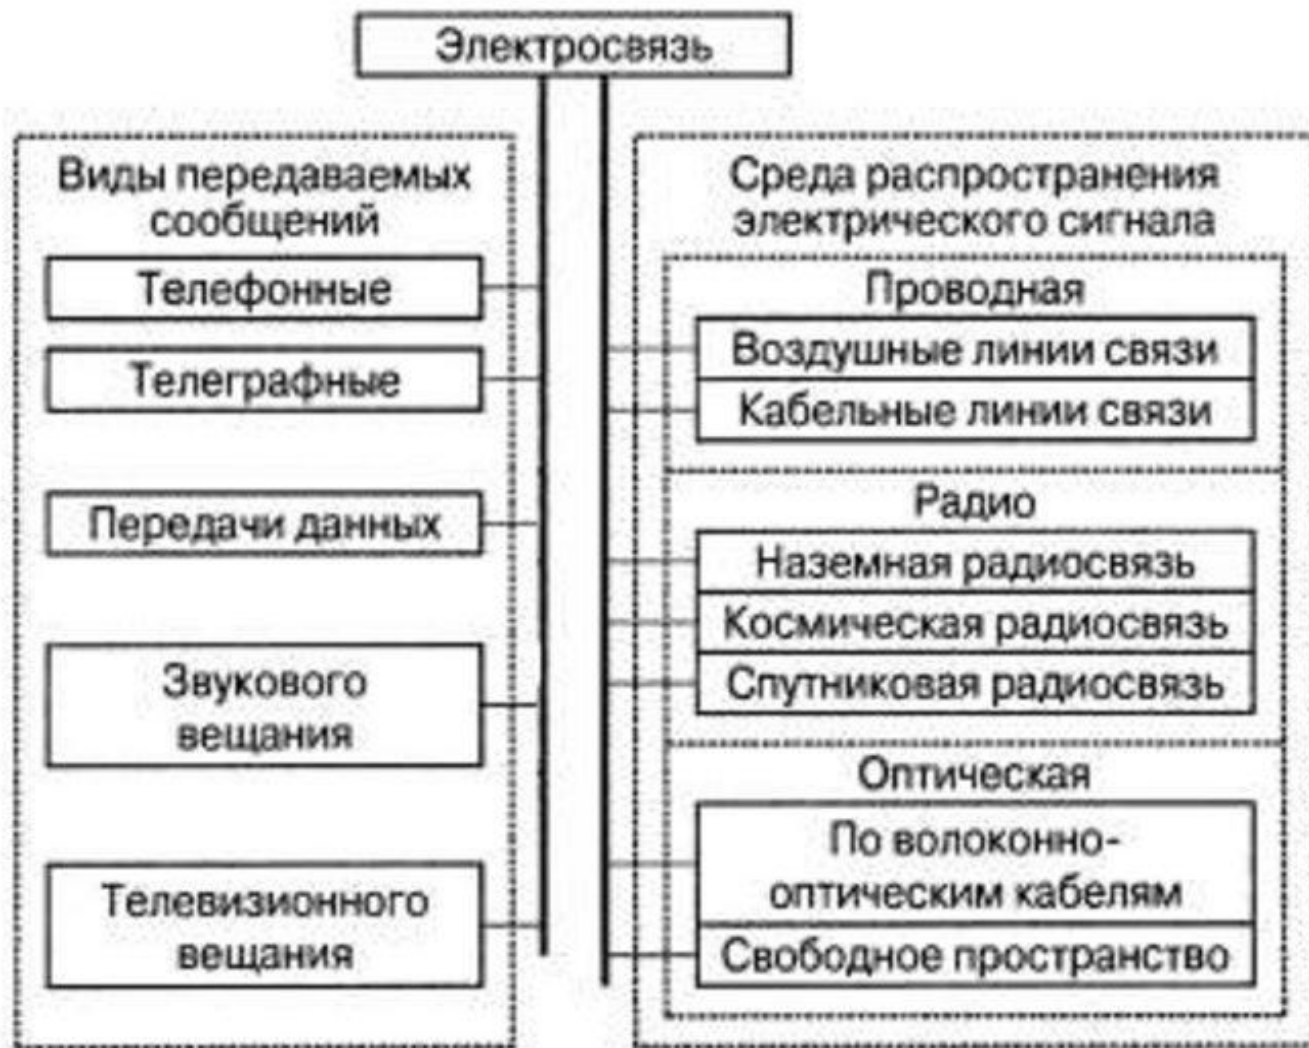 Электросвязь
Виды передаваемых
сообщений
Телефонные
Телеграфные
Передачи данных
Звукового
вещания
Телевизионного
вещания
Среда распространения
электрического сигнала
Проводная
Воздушные линии связи
Кабельные линии связи
Радио
Наземная радиосвязь
Космическая радиосвязь
Спутниковая радиосвязь
Оптическая
По волоконно-
оптическим кабелям
Свободное пространство